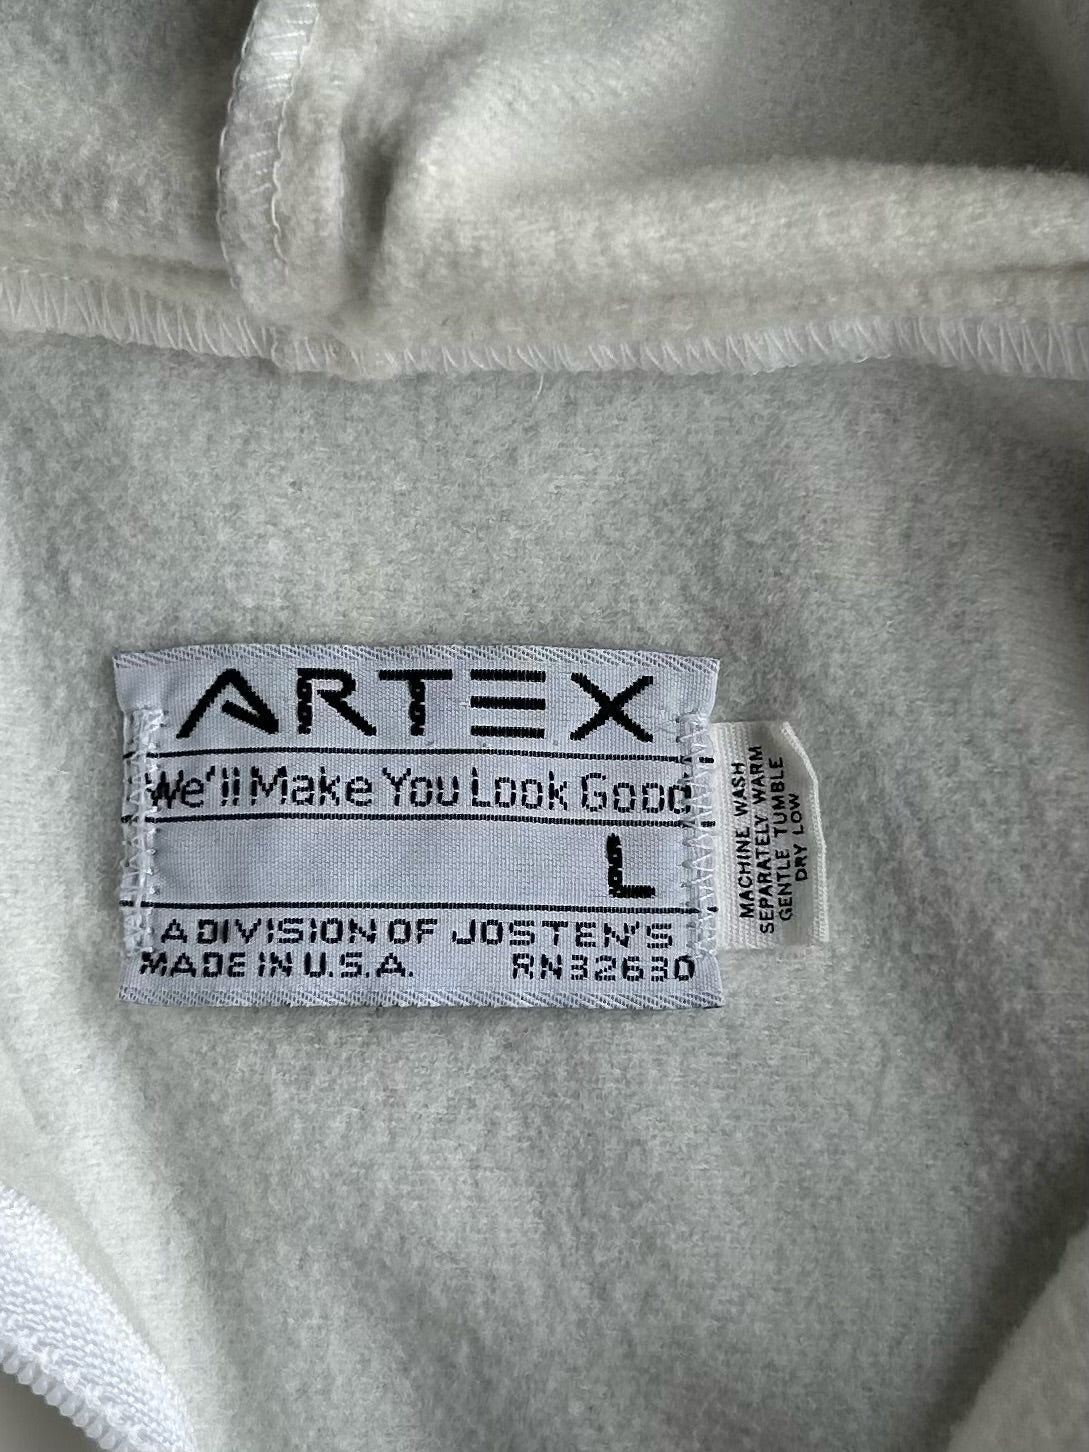 ARTEX
We'll Make You Look Good
L
A DIVISION OF JOSTEN'S
MADE IN U.S.A. RN32630
MACHINE WASH
SEPARATELY WARM
GENTLE TUMBLE
DRY LOW